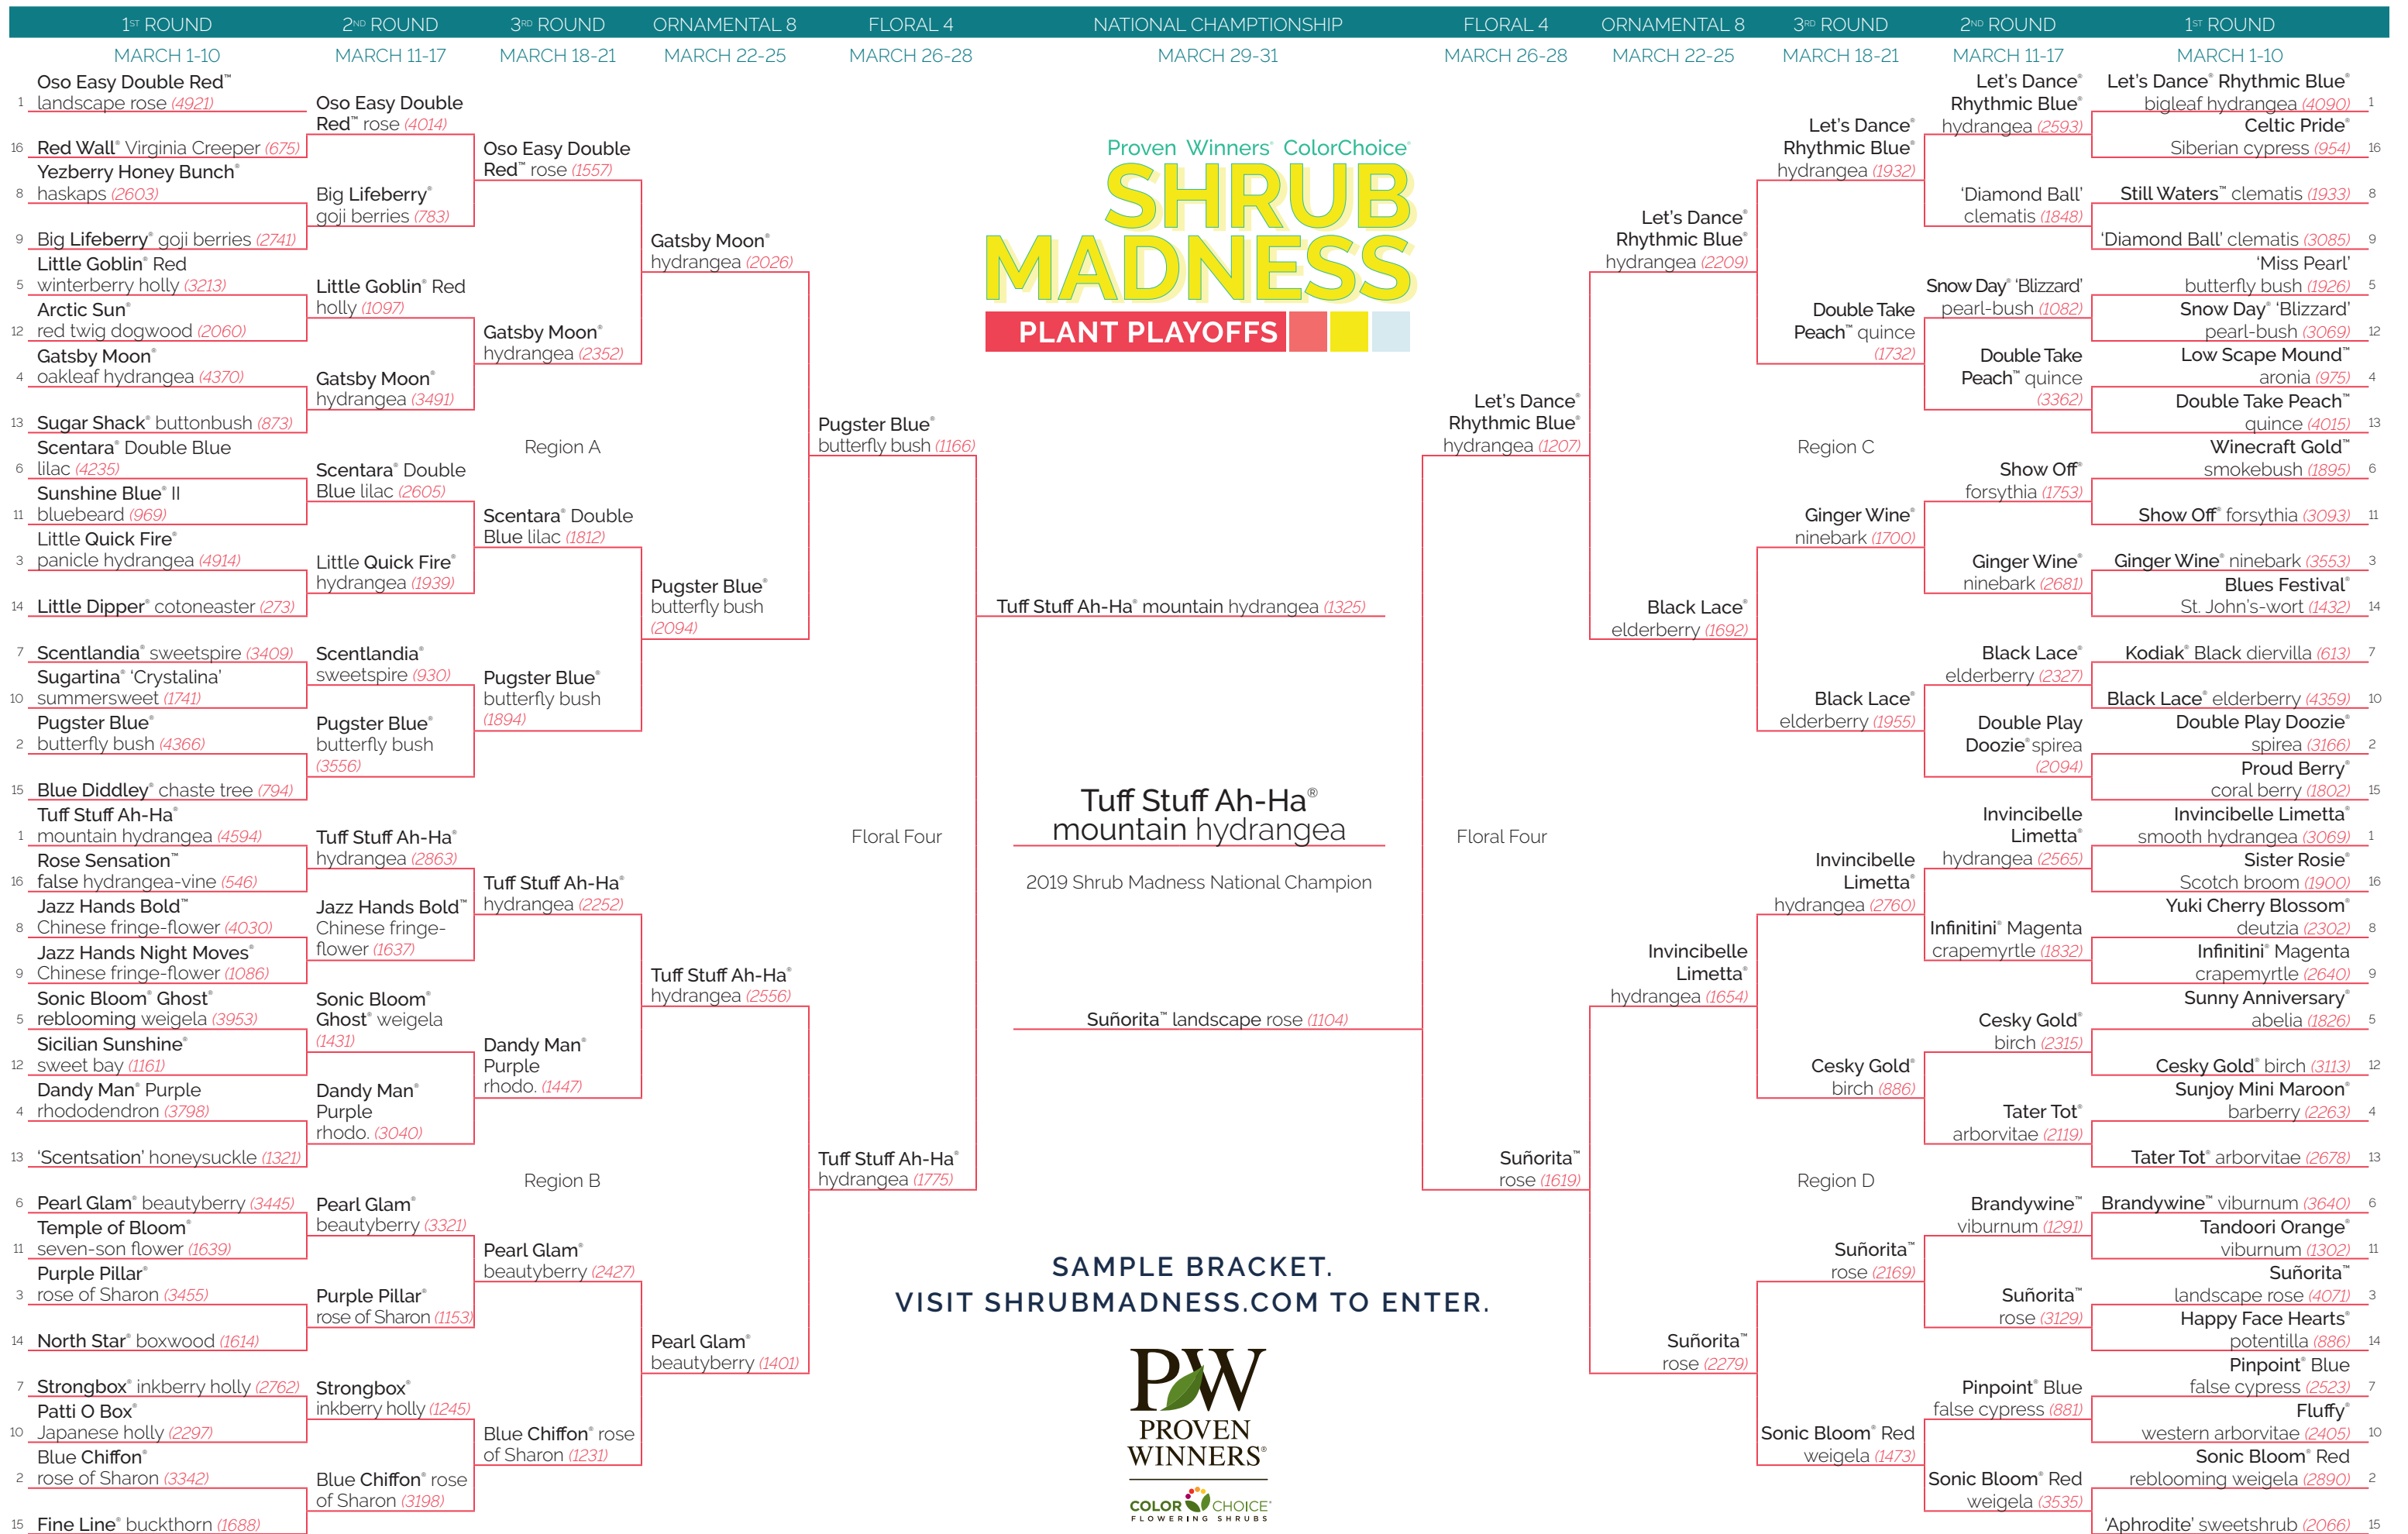 1ST ROUND
2ND ROUND
3RD ROUND
ORNAMENTAL 8
FLORAL 4
NATIONAL CHAMPTIONSHIP
FLORAL 4
ORNAMENTAL 8
3RD ROUND
2ND ROUND
1ST ROUND
MARCH 1-10
MARCH 11-17
MARCH 18-21
MARCH 22-25
MARCH 26-28
MARCH 29-31
MARCH 26-28
MARCH 22-25
MARCH 18-21
MARCH 11-17
MARCH 1-10
Oso Easy Double Red™
1 landscape rose (4921)
16 Red Wall® Virginia Creeper (675)
Yezberry Honey Bunch®
8 haskaps (2603)
9 Big Lifeberry® goji berries (2741)
Little Goblin® Red
5 winterberry holly (3213)
Arctic Sun®
12 red twig dogwood (2060)
Gatsby Moon®
4 oakleaf hydrangea (4370)
13 Sugar Shack® buttonbush (873)
Scentara® Double Blue
6 lilac (4235)
Sunshine Blue® II
11 bluebeard (969)
Little Quick Fire®
3 panicle hydrangea (4914)
14 Little Dipper® cotoneaster (273)
7 Scentlandia® sweetspire (3409)
Sugartina® ‘Crystalina’
10 summersweet (1741)
Pugster Blue®
2 butterfly bush (4366)
15 Blue Diddley® chaste tree (794)
Tuff Stuff Ah-Ha®
1 mountain hydrangea (4594)
Rose Sensation™
16 false hydrangea-vine (546)
Jazz Hands Bold™
8 Chinese fringe-flower (4030)
Jazz Hands Night Moves®
9 Chinese fringe-flower (1086)
Sonic Bloom® Ghost®
5 reblooming weigela (3953)
Sicilian Sunshine®
12 sweet bay (1161)
Dandy Man® Purple
4 rhododendron (3798)
13 ‘Scentsation’ honeysuckle (1321)
6 Pearl Glam® beautyberry (3445)
Temple of Bloom®
11 seven-son flower (1639)
Purple Pillar®
3 rose of Sharon (3455)
14 North Star® boxwood (1614)
7 Strongbox® inkberry holly (2762)
Patti O Box®
10 Japanese holly (2297)
Blue Chiffon®
2 rose of Sharon (3342)
15 Fine Line® buckthorn (1688)
Oso Easy Double
Red™ rose (4014)
Big Lifeberry®
goji berries (783)
Little Goblin® Red
holly (1097)
Gatsby Moon®
hydrangea (3491)
Scentara® Double
Blue lilac (2605)
Little Quick Fire®
hydrangea (1939)
Scentlandia®
sweetspire (930)
Pugster Blue®
butterfly bush
(3556)
Tuff Stuff Ah-Ha®
hydrangea (2863)
Jazz Hands Bold™
Chinese fringe-
flower (1637)
Sonic Bloom®
Ghost® weigela
(1431)
Dandy Man®
Purple
rhodo. (3040)
Pearl Glam®
beautyberry (3321)
Purple Pillar®
rose of Sharon (1153)
Strongbox®
inkberry holly (1245)
Blue Chiffon® rose
of Sharon (3198)
Oso Easy Double
Red™ rose (1557)
Gatsby Moon®
hydrangea (2352)
Region A
Scentara® Double
Blue lilac (1812)
Pugster Blue®
butterfly bush
(1894)
Tuff Stuff Ah-Ha®
hydrangea (2252)
Dandy Man®
Purple
rhodo. (1447)
Region B
Pearl Glam®
beautyberry (2427)
Blue Chiffon® rose
of Sharon (1231)
Gatsby Moon®
hydrangea (2026)
Pugster Blue®
butterfly bush
(2094)
Tuff Stuff Ah-Ha®
hydrangea (2556)
Pearl Glam®
beautyberry (1401)
Pugster Blue®
butterfly bush (1166)
Floral Four
Tuff Stuff Ah-Ha®
hydrangea (1775)
Proven Winners® ColorChoice®
SHRUB
MADNESS
PLANT PLAYOFFS
Tuff Stuff Ah-Ha® mountain hydrangea (1325)
Tuff Stuff Ah-Ha®
mountain hydrangea
2019 Shrub Madness National Champion
Suñorita™ landscape rose (1104)
SAMPLE BRACKET.
VISIT SHRUBMADNESS.COM TO ENTER.
PW
PROVEN
WINNERS®
COLOR CHOICE®
FLOWERING SHRUBS
Let's Dance®
Rhythmic Blue®
hydrangea (1207)
Floral Four
Suñorita™
rose (1619)
Let's Dance®
Rhythmic Blue®
hydrangea (2209)
Black Lace®
elderberry (1692)
Invincibelle
Limetta®
hydrangea (1654)
Suñorita™
rose (2279)
Let's Dance®
Rhythmic Blue®
hydrangea (1932)
Double Take
Peach™ quince
(1732)
Region C
Ginger Wine®
ninebark (1700)
Black Lace®
elderberry (1955)
Invincibelle
Limetta®
hydrangea (2760)
Cesky Gold®
birch (886)
Region D
Suñorita™
rose (2169)
Sonic Bloom® Red
weigela (1473)
Let's Dance®
Rhythmic Blue®
hydrangea (2593)
‘Diamond Ball’
clematis (1848)
Snow Day® ‘Blizzard’
pearl-bush (1082)
Double Take
Peach™ quince
(3362)
Show Off®
forsythia (1753)
Ginger Wine®
ninebark (2681)
Black Lace®
elderberry (2327)
Double Play
Doozie® spirea
(2094)
Invincibelle
Limetta®
hydrangea (2565)
Infinitini® Magenta
crapemyrtle (1832)
Cesky Gold®
birch (2315)
Tater Tot®
arborvitae (2119)
Brandywine™
viburnum (1291)
Suñorita™
rose (3129)
Pinpoint® Blue
false cypress (881)
Sonic Bloom® Red
weigela (3535)
Let's Dance® Rhythmic Blue®
bigleaf hydrangea (4090) 1
Celtic Pride®
Siberian cypress (954) 16
Still Waters™ clematis (1933) 8
‘Diamond Ball’ clematis (3085) 9
‘Miss Pearl’
butterfly bush (1926) 5
Snow Day® ‘Blizzard’
pearl-bush (3069) 12
Low Scape Mound™
aronia (975) 4
Double Take Peach™
quince (4015) 13
Winecraft Gold™
smokebush (1895) 6
Show Off® forsythia (3093) 11
Ginger Wine® ninebark (3553) 3
Blues Festival®
St. John's-wort (1432) 14
Kodiak® Black diervilla (613) 7
Black Lace® elderberry (4359) 10
Double Play Doozie®
spirea (3166) 2
Proud Berry®
coral berry (1802) 15
Invincibelle Limetta®
smooth hydrangea (3069) 1
Sister Rosie®
Scotch broom (1900) 16
Yuki Cherry Blossom®
deutzia (2302) 8
Infinitini® Magenta
crapemyrtle (2640) 9
Sunny Anniversary®
abelia (1826) 5
Cesky Gold® birch (3113) 12
Sunjoy Mini Maroon®
barberry (2263) 4
Tater Tot® arborvitae (2678) 13
Brandywine™ viburnum (3640) 6
Tandoori Orange®
viburnum (1302) 11
Suñorita™
landscape rose (4071) 3
Happy Face Hearts®
potentilla (886) 14
Pinpoint® Blue
false cypress (2523) 7
Fluffy®
western arborvitae (2405) 10
Sonic Bloom® Red
reblooming weigela (2890) 2
‘Aphrodite’ sweetshrub (2066) 15